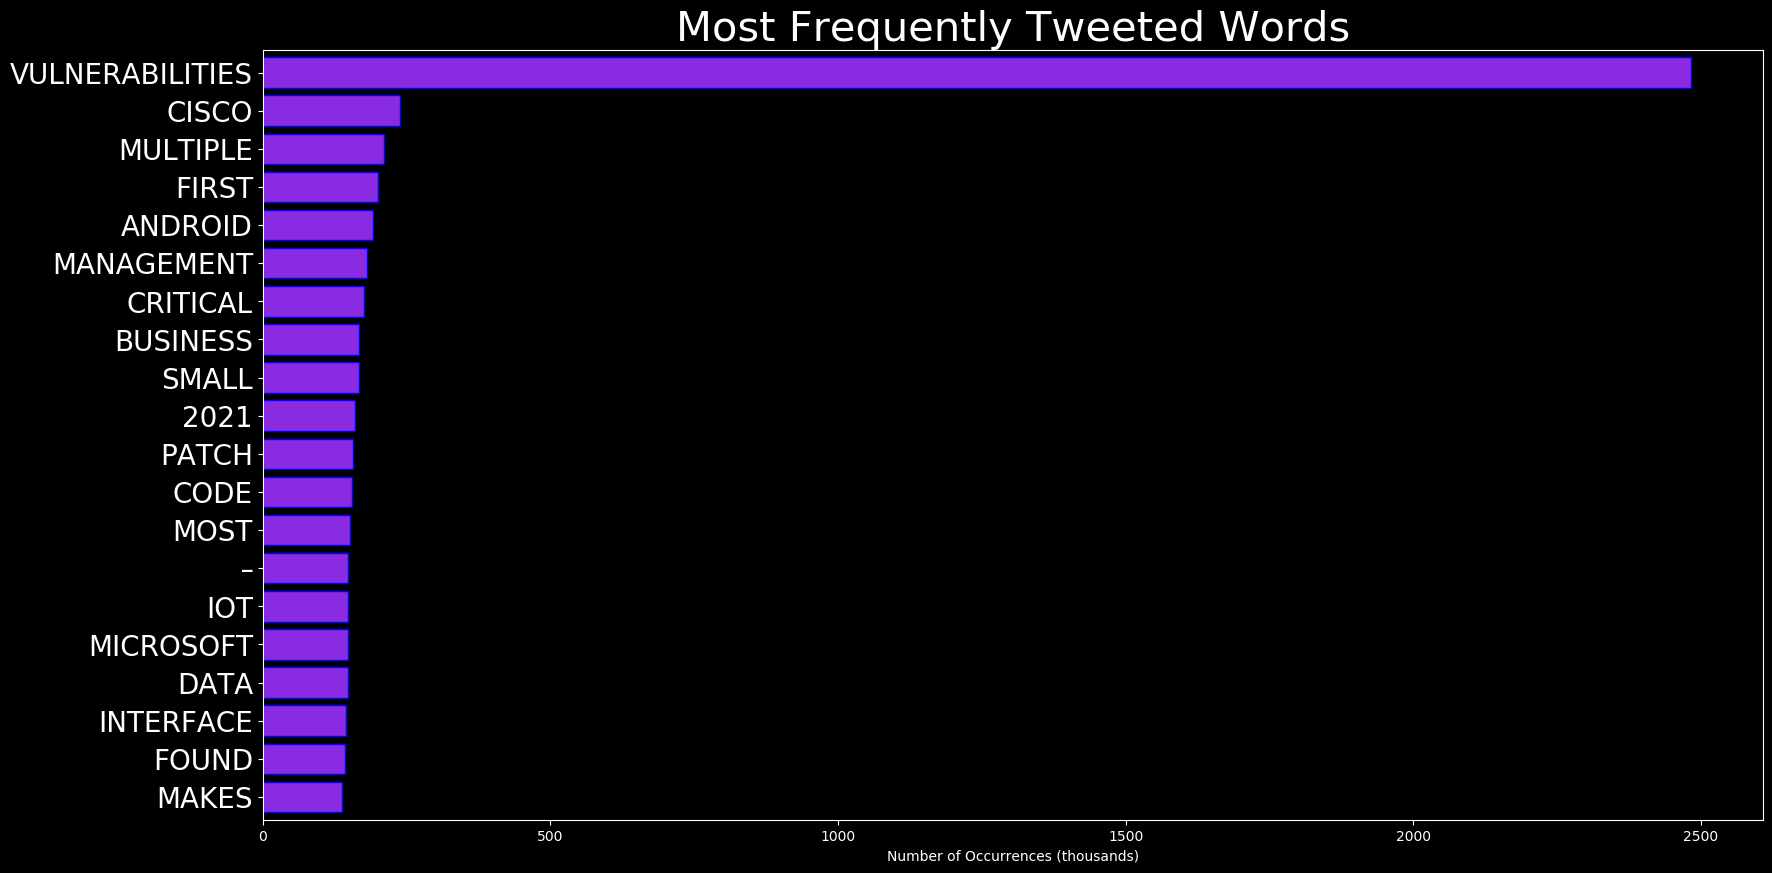 Most Frequently Tweeted Words
VULNERABILITIES
CISCO
MULTIPLE
FIRST
ANDROID
MANAGEMENT
CRITICAL
BUSINESS
SMALL
2021
PATCH
CODE
MOST
–
IOT
MICROSOFT
DATA
INTERFACE
FOUND
MAKES
0 500 1000 1500 2000 2500
Number of Occurrences (thousands)